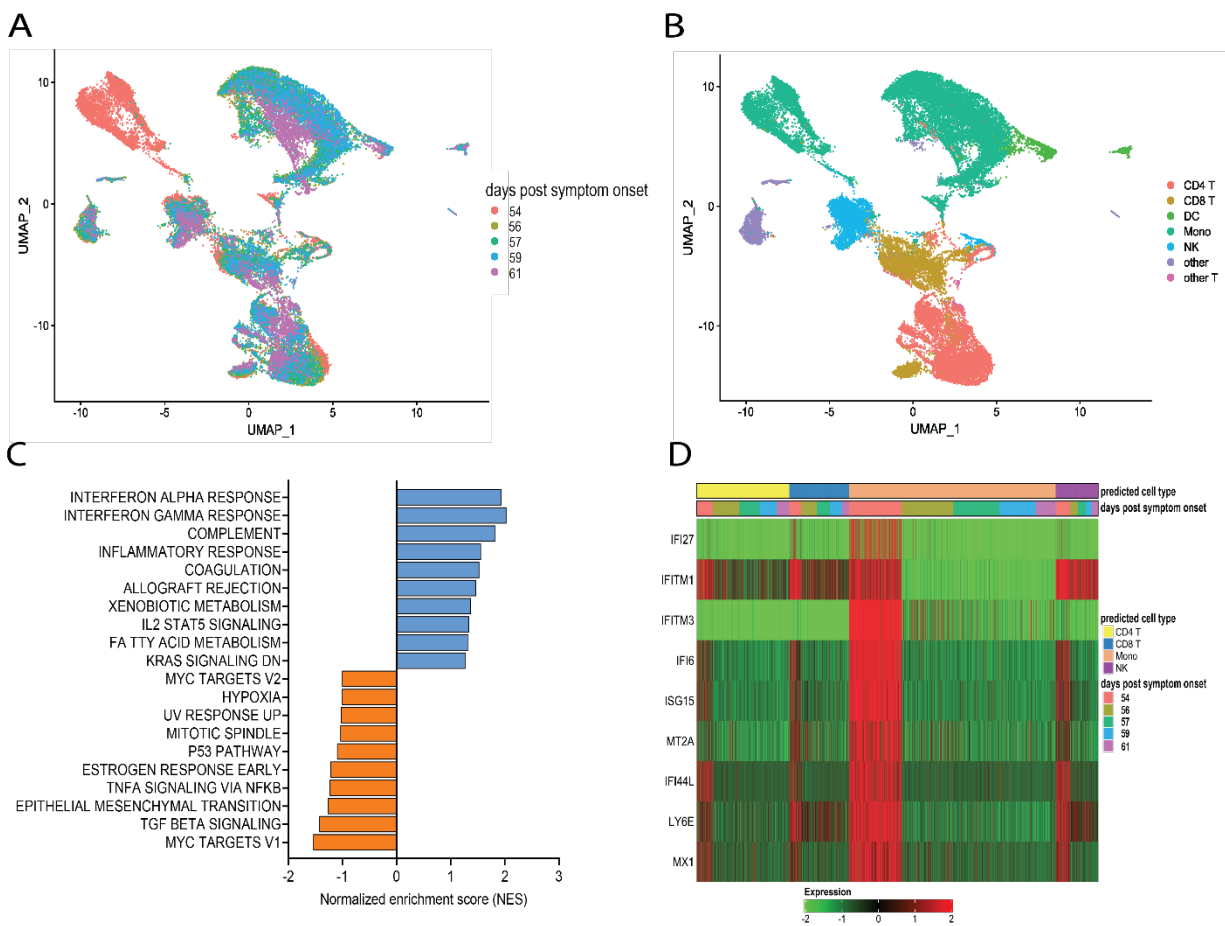 A
10
0
-10
UMAP_2
-10
-5
0
5
10
UMAP_1
days post symptom onset
54
56
57
59
61
B
10
0
-10
UMAP_2
-10
-5
0
5
10
UMAP_1
CD4 T
CD8 T
DC
Mono
NK
other
other T
C
INTERFERON ALPHA RESPONSE
INTERFERON GAMMA RESPONSE
COMPLEMENT
INFLAMMATORY RESPONSE
COAGULATION
ALLOGRAFT REJECTION
XENOBIOTIC METABOLISM
IL2 STAT5 SIGNALING
FA TTY ACID METABOLISM
KRAS SIGNALING DN
MYC TARGETS V2
HYPOXIA
UV RESPONSE UP
MITOTIC SPINDLE
P53 PATHWAY
ESTROGEN RESPONSE EARLY
TNFA SIGNALING VIA NFKB
EPITHELIAL MESENCHYMAL TRANSITION
TGF BETA SIGNALING
MYC TARGETS V1
-2
-1
0
1
2
3
Normalized enrichment score (NES)
D
predicted cell type
days post symptom onset
IFI27
IFITM1
IFITM3
IFI6
ISG15
MT2A
IFI44L
LY6E
MX1
predicted cell type
CD4 T
CD8 T
Mono
NK
days post symptom onset
54
56
57
59
61
Expression
-2
-1
0
1
2